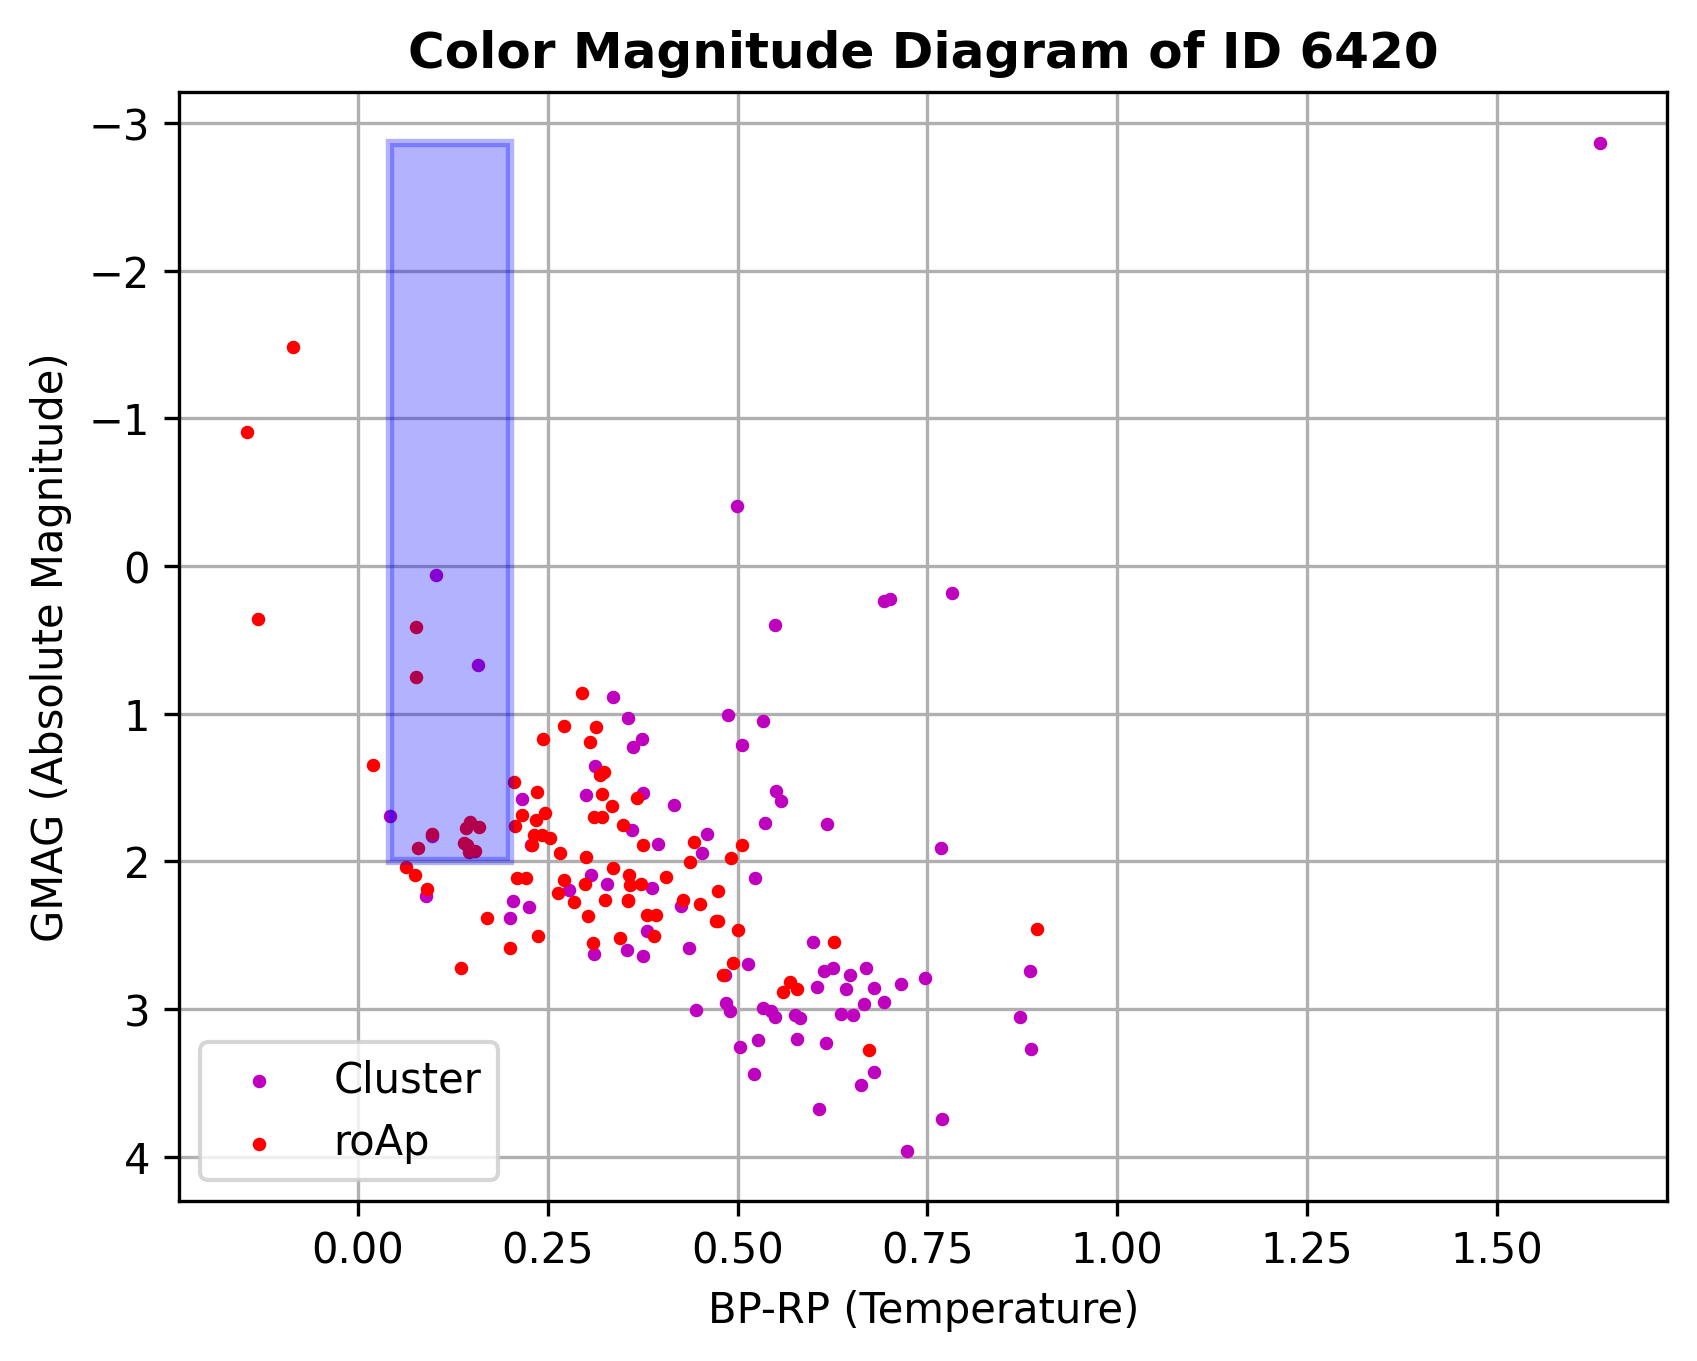 Color Magnitude Diagram of ID 6420
−3
−2
−1
0
1
2
3
4
GMAG (Absolute Magnitude)
Cluster
roAp
0.00 0.25 0.50 0.75 1.00 1.25 1.50
BP-RP (Temperature)